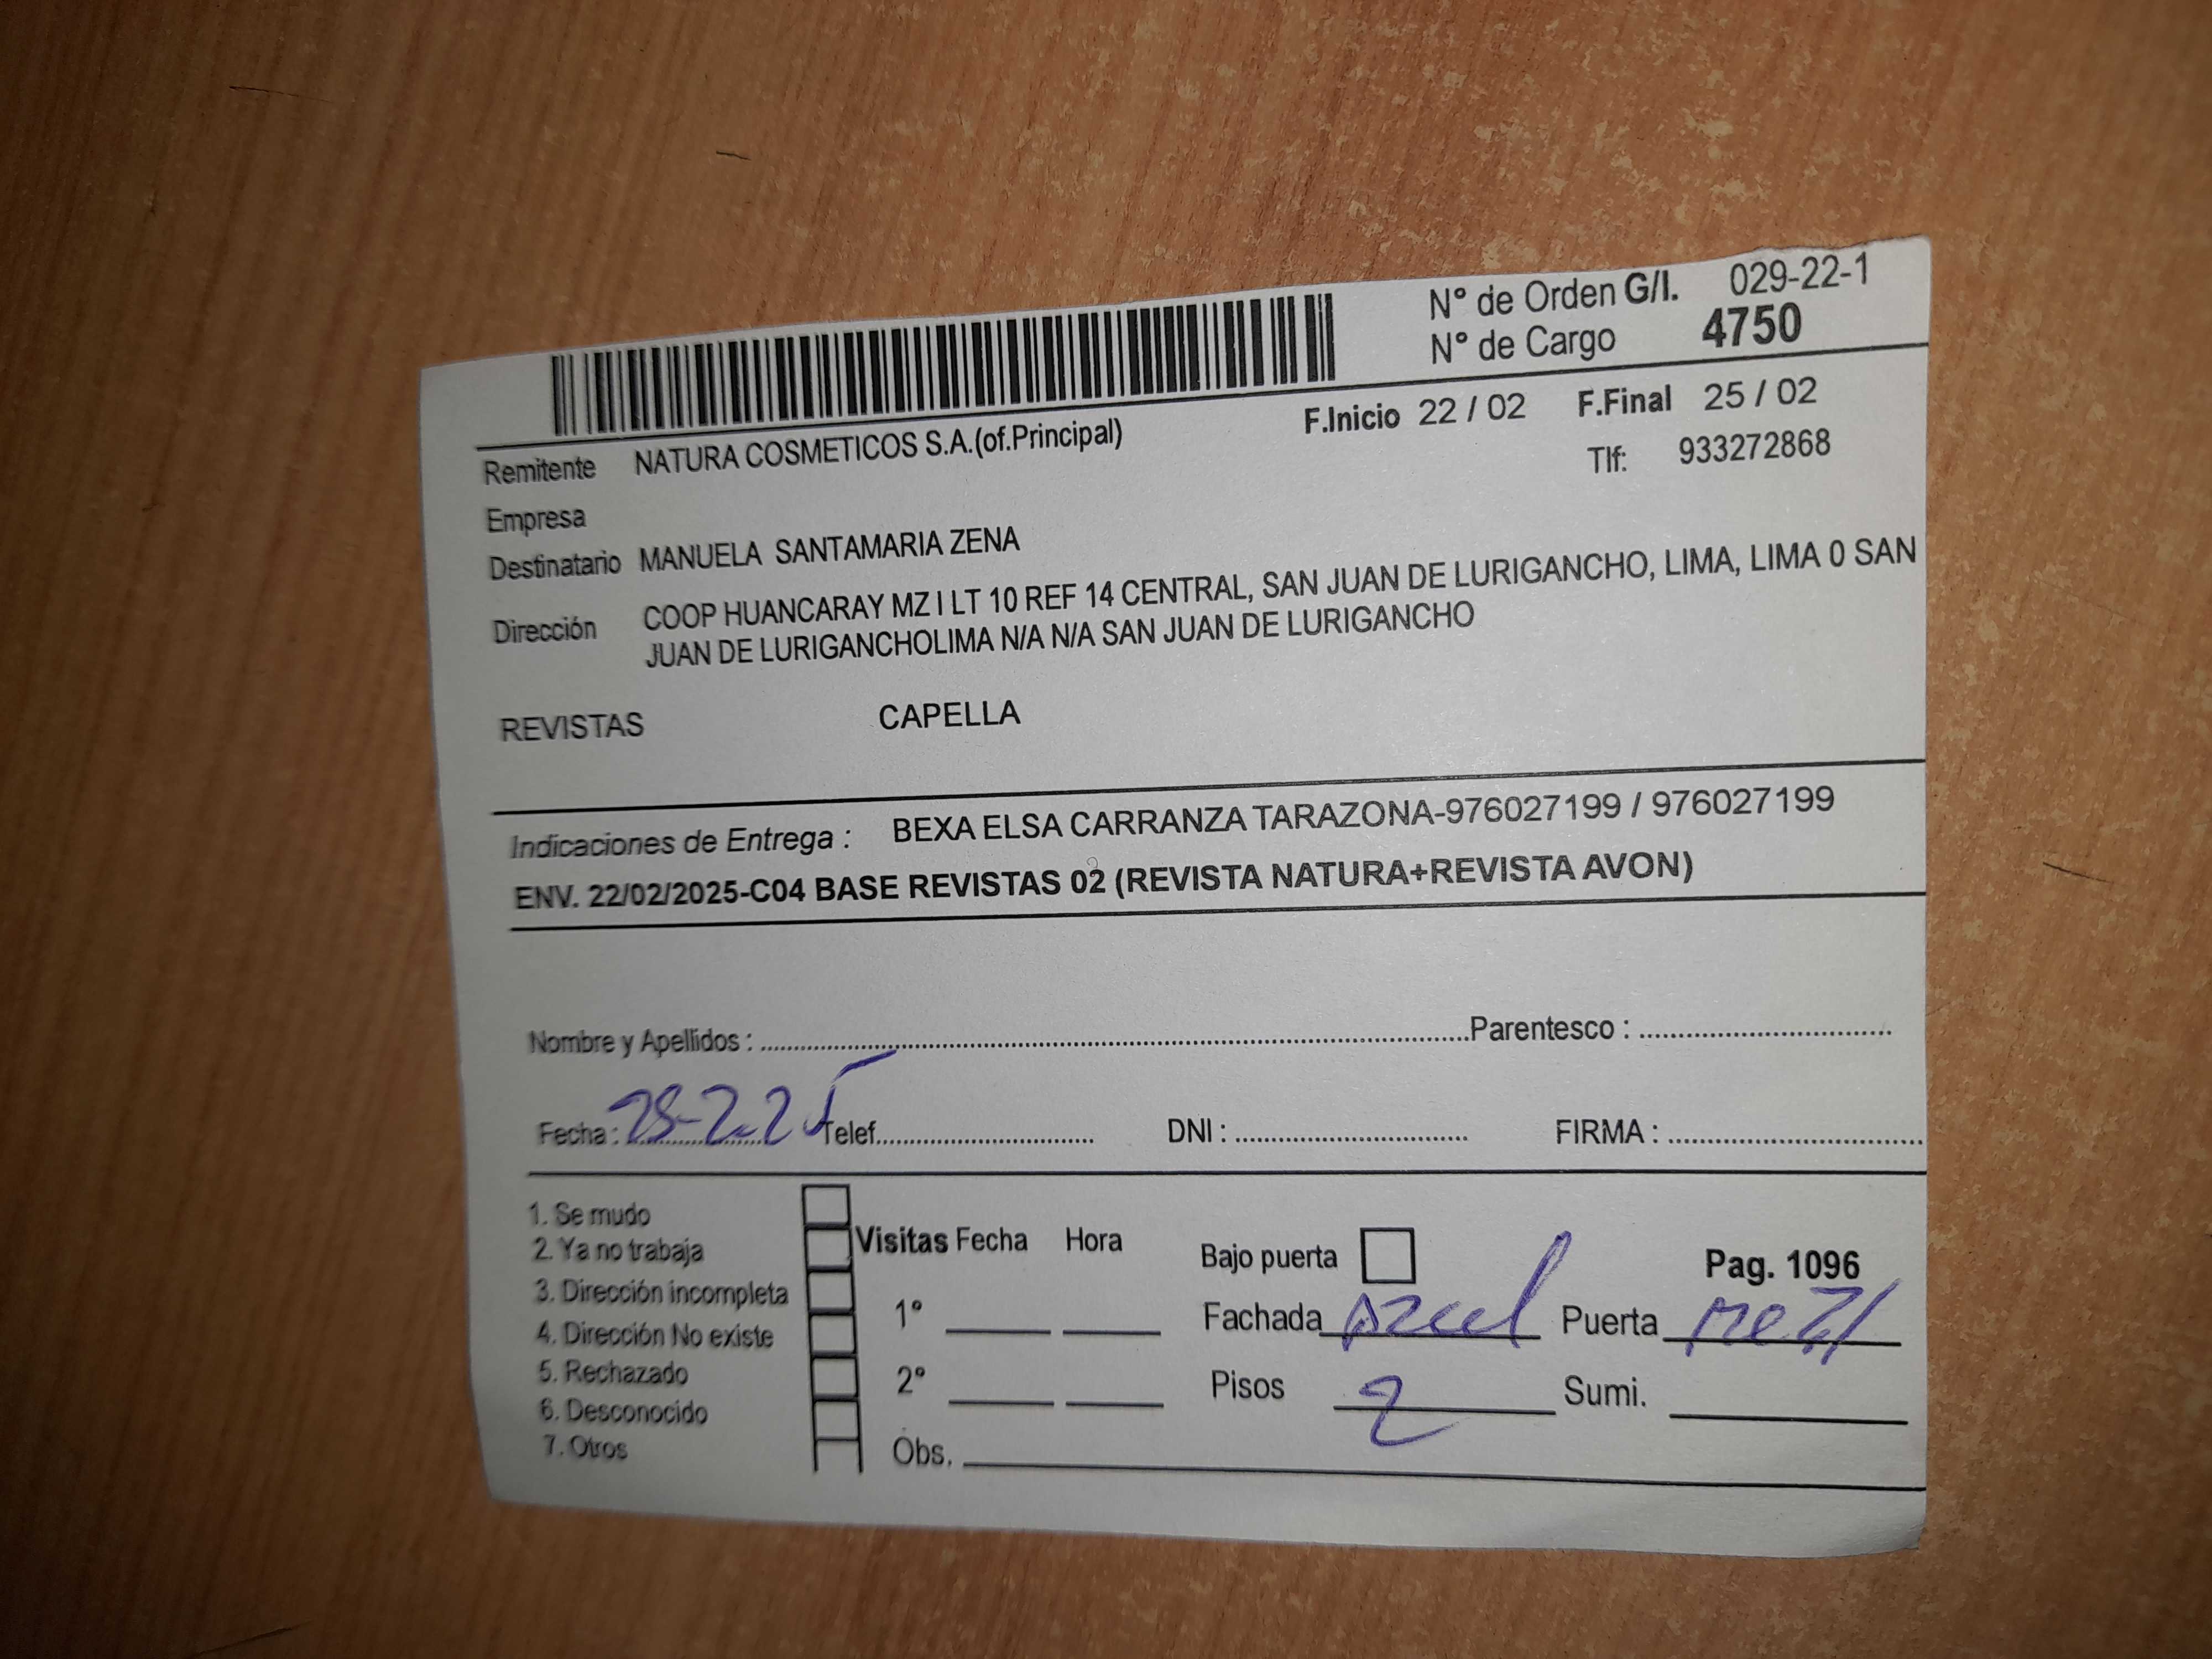 N° de Orden G/I. 029-22-1
N° de Cargo 4750
F.Inicio 22 / 02 F.Final 25 / 02
Remitente NATURA COSMETICOS S.A.(of.Principal)
Tlf: 933272868
Empresa
Destinatario MANUELA SANTAMARIA ZENA
Dirección COOP HUANCARAY MZ I LT 10 REF 14 CENTRAL, SAN JUAN DE LURIGANCHO, LIMA, LIMA 0 SAN
JUAN DE LURIGANCHOLIMA N/A N/A SAN JUAN DE LURIGANCHO
REVISTAS CAPELLA
Indicaciones de Entrega : BEXA ELSA CARRANZA TARAZONA-976027199 / 976027199
ENV. 22/02/2025-C04 BASE REVISTAS 02 (REVISTA NATURA+REVISTA AVON)
Nombre y Apellidos : Parentesco :
Fecha : 25-2-25 Telef. DNI : FIRMA :
1. Se mudo
2. Ya no trabaja
3. Dirección incompleta
4. Dirección No existe
5. Rechazado
6. Desconocido
7. Otros
Visitas Fecha Hora
1°
2°
Obs.
Bajo puerta Pag. 1096
Fachada Azul Puerta
Pisos 2 Sumi.